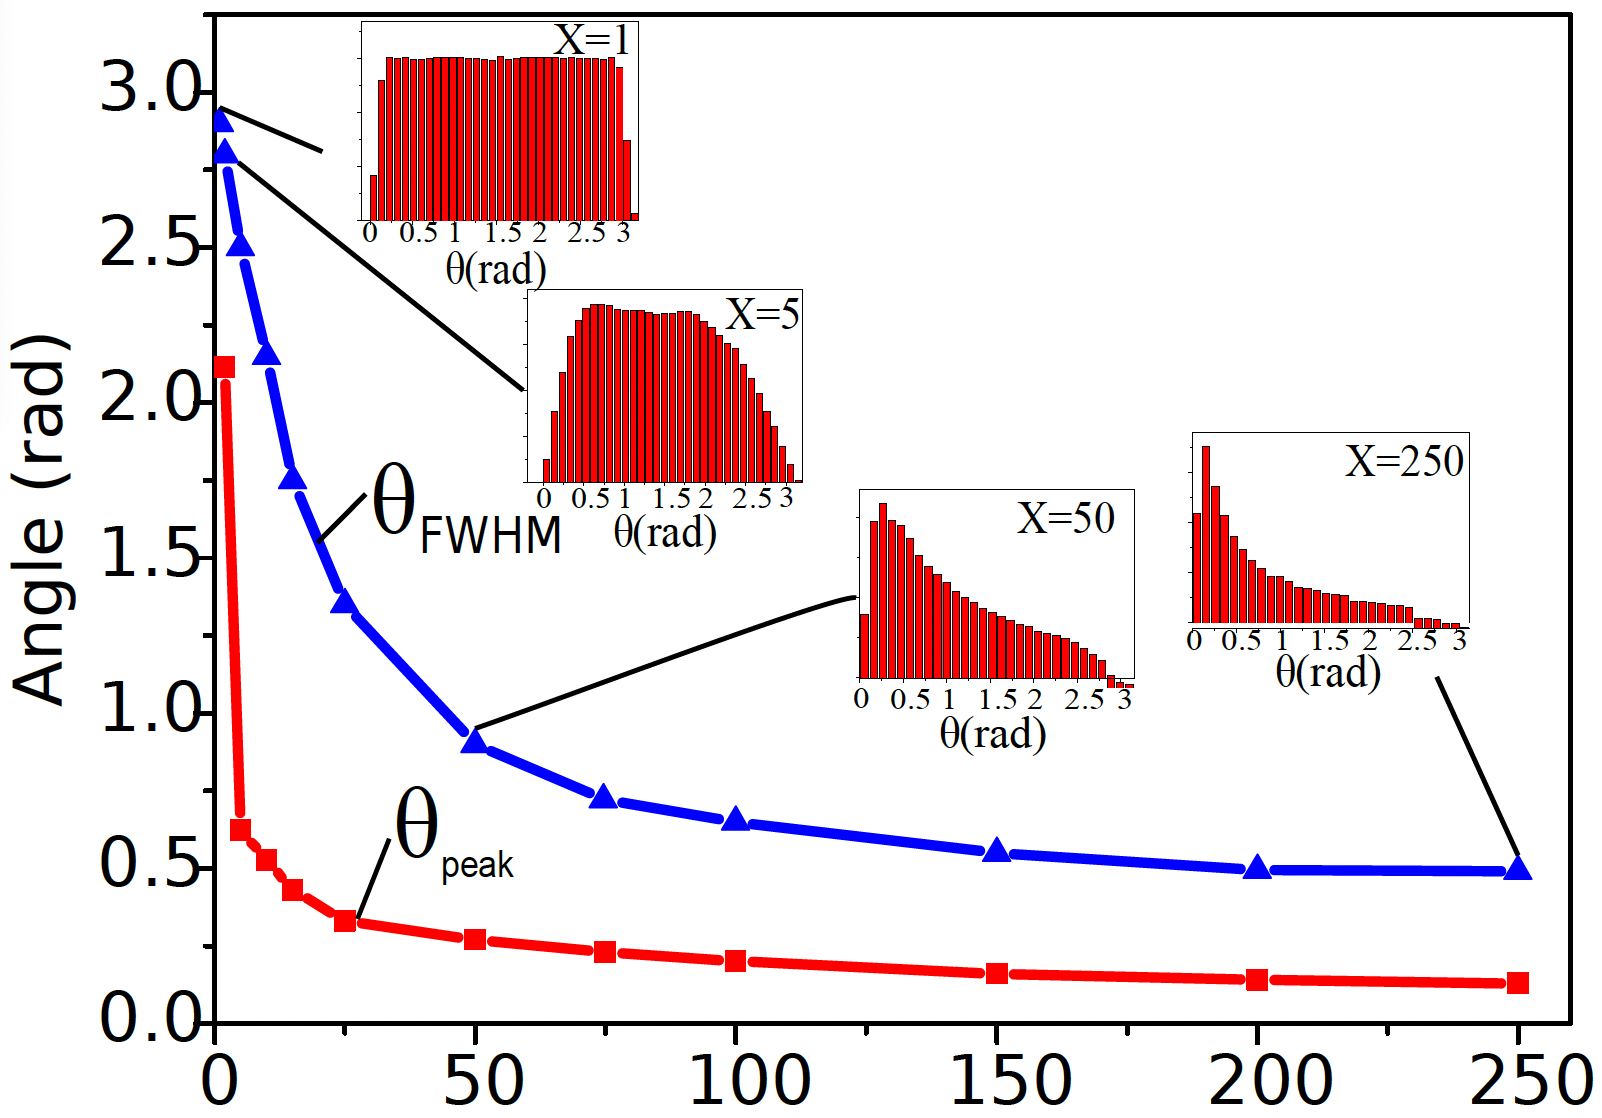 Angle (rad)
3.0
2.5
2.0
1.5
1.0
0.5
0.0
0 50 100 150 200 250
X=1
0 0.5 1 1.5 2 2.5 3
θ(rad)
X=5
0 0.5 1 1.5 2 2.5 3
θ(rad)
θFWHM
X=50
0 0.5 1 1.5 2 2.5 3
θ(rad)
X=250
0 0.5 1 1.5 2 2.5 3
θ(rad)
θpeak